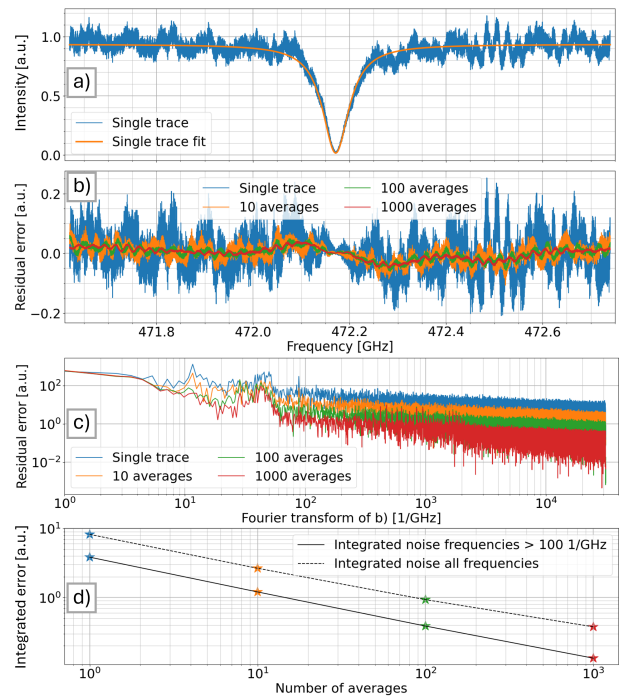 1.0
0.5
0.0
Intensity [a.u.]
a)
Single trace
Single trace fit
b)
0.2
0.0
−0.2
Residual error [a.u.]
Single trace
10 averages
100 averages
1000 averages
471.8
472.0
472.2
472.4
472.6
Frequency [GHz]
10²
10⁰
10⁻²
Residual error [a.u.]
c)
Single trace
10 averages
100 averages
1000 averages
10⁰
10¹
10²
10³
10⁴
Fourier transform of b) [1/GHz]
10¹
10⁰
Integrated error [a.u.]
d)
Integrated noise frequencies > 100 1/GHz
Integrated noise all frequencies
10⁰
10¹
10²
10³
Number of averages